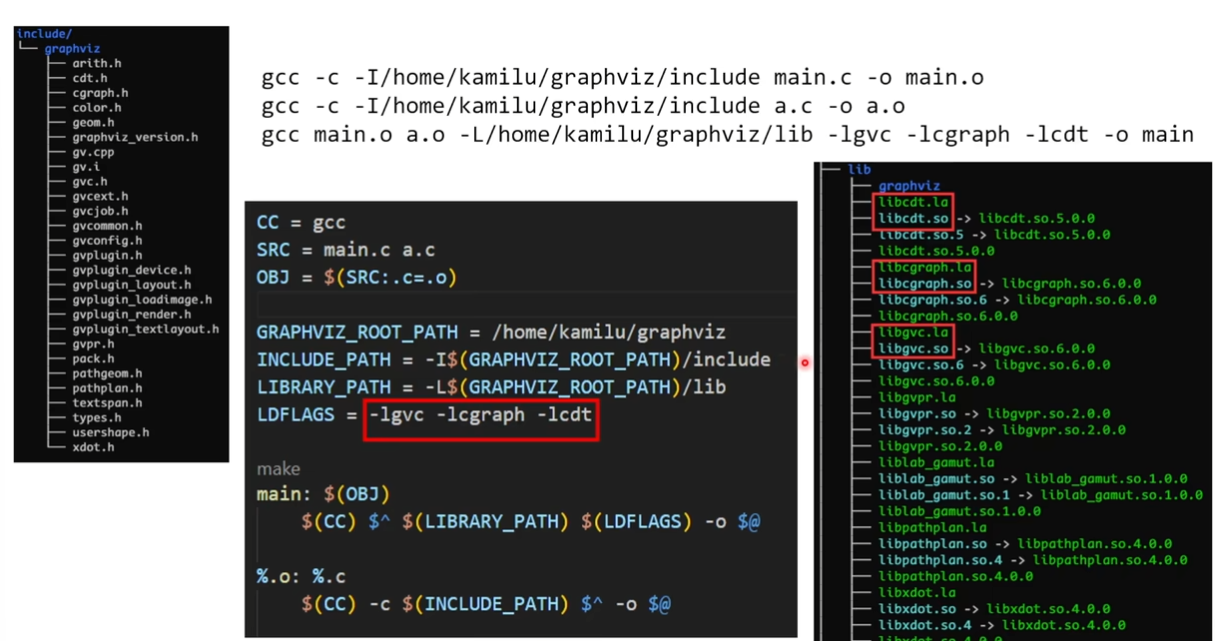 include/
graphviz
arith.h
cdt.h
cgraph.h
color.h
geom.h
graphviz_version.h
gv.cpp
gv.i
gvc.h
gvcext.h
gvcjob.h
gvcommon.h
gvconfig.h
gvplugin.h
gvplugin_device.h
gvplugin_layout.h
gvplugin_loadimage.h
gvplugin_render.h
gvplugin_textlayout.h
gvpr.h
pack.h
pathgeom.h
pathplan.h
textspan.h
types.h
usershape.h
xdot.h
gcc -c -I/home/kamilu/graphviz/include main.c -o main.o
gcc -c -I/home/kamilu/graphviz/include a.c -o a.o
gcc main.o a.o -L/home/kamilu/graphviz/lib -lgvc -lcgraph -lcdt -o main
CC = gcc
SRC = main.c a.c
OBJ = $(SRC:.c=.o)
GRAPHVIZ_ROOT_PATH = /home/kamilu/graphviz
INCLUDE_PATH = -I$(GRAPHVIZ_ROOT_PATH)/include
LIBRARY_PATH = -L$(GRAPHVIZ_ROOT_PATH)/lib
LDFLAGS = -lgvc -lcgraph -lcdt
make
main: $(OBJ)
$(CC) $^ $(LIBRARY_PATH) $(LDFLAGS) -o $@
%.o: %.c
$(CC) -c $(INCLUDE_PATH) $^ -o $@
lib
graphviz
libcdt.la
libcdt.so -> libcdt.so.5.0.0
libcdt.so.5 -> libcdt.so.5.0.0
libcdt.so.5.0.0
libcgraph.la
libcgraph.so -> libcgraph.so.6.0.0
libcgraph.so.6 -> libcgraph.so.6.0.0
libcgraph.so.6.0.0
libgvc.la
libgvc.so -> libgvc.so.6.0.0
libgvc.so.6 -> libgvc.so.6.0.0
libgvc.so.6.0.0
libgvpr.la
libgvpr.so -> libgvpr.so.2.0.0
libgvpr.so.2 -> libgvpr.so.2.0.0
libgvpr.so.2.0.0
liblab_gamut.la
liblab_gamut.so -> liblab_gamut.so.1.0.0
liblab_gamut.so.1 -> liblab_gamut.so.1.0.0
liblab_gamut.so.1.0.0
libpathplan.la
libpathplan.so -> libpathplan.so.4.0.0
libpathplan.so.4 -> libpathplan.so.4.0.0
libpathplan.so.4.0.0
libxdot.la
libxdot.so -> libxdot.so.4.0.0
libxdot.so.4 -> libxdot.so.4.0.0